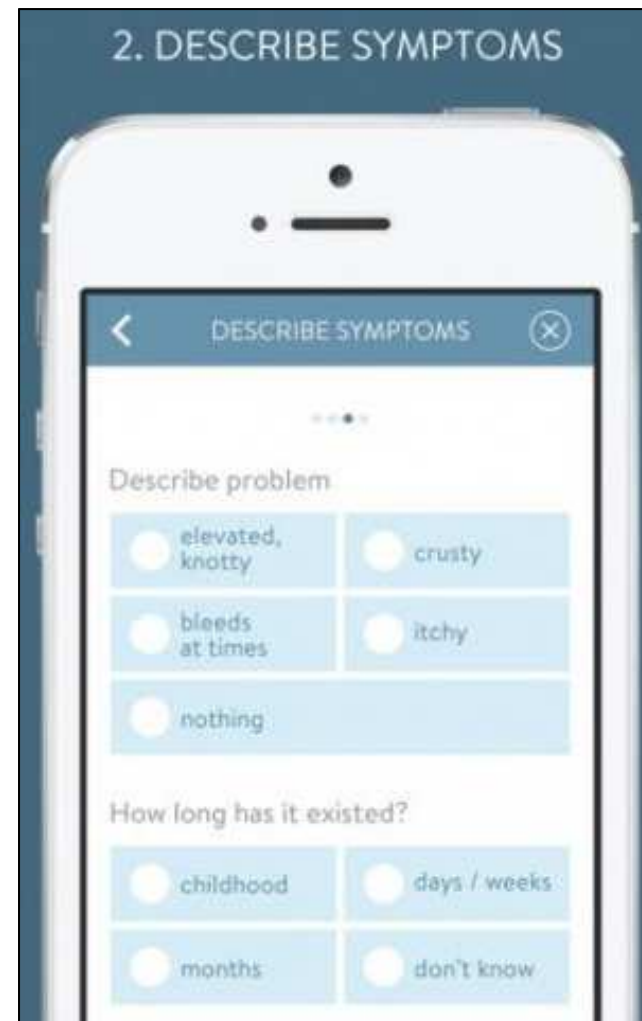 2. DESCRIBE SYMPTOMS
DESCRIBE SYMPTOMS
Describe problem
elevated,
knotty
crusty
bleeds
at times
itchy
nothing
How long has it existed?
childhood
days / weeks
months
don't know